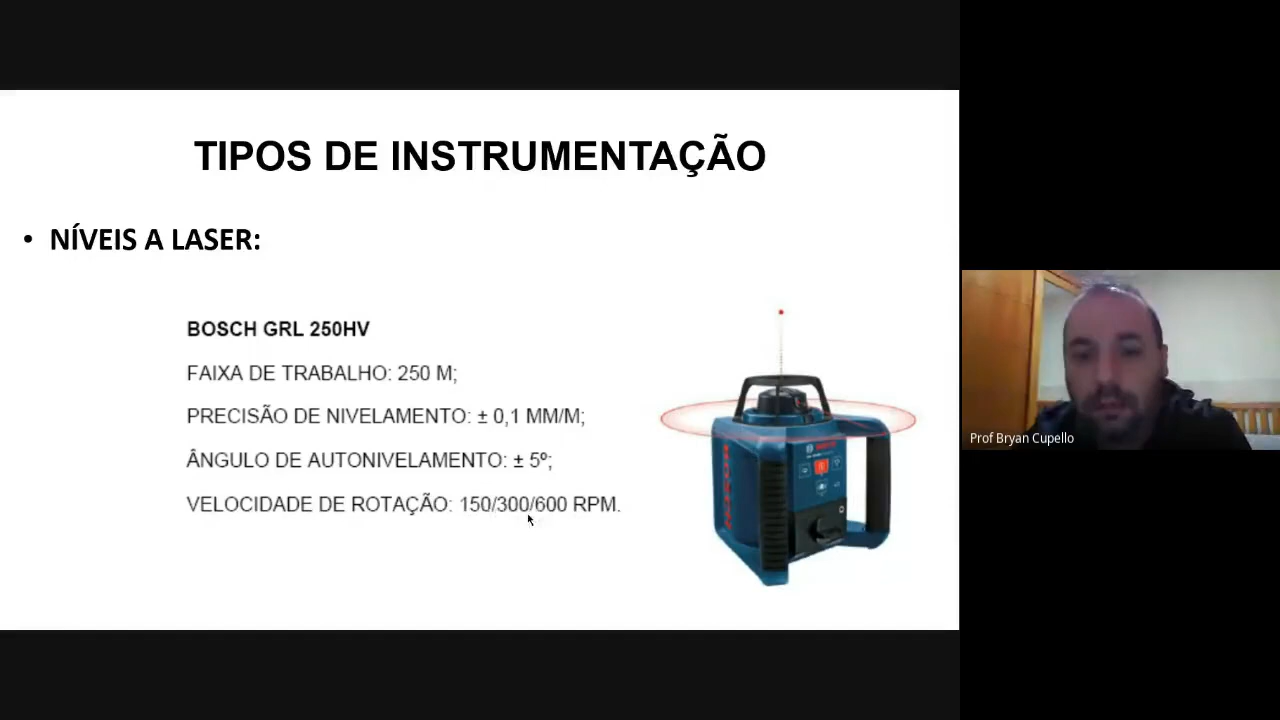 TIPOS DE INSTRUMENTAÇÃO
• NÍVEIS A LASER:
BOSCH GRL 250HV
FAIXA DE TRABALHO: 250 M;
PRECISÃO DE NIVELAMENTO: ± 0,1 MM/M;
ÂNGULO DE AUTONIVELAMENTO: ± 5º;
VELOCIDADE DE ROTAÇÃO: 150/300/600 RPM.
Prof Bryan Cupello